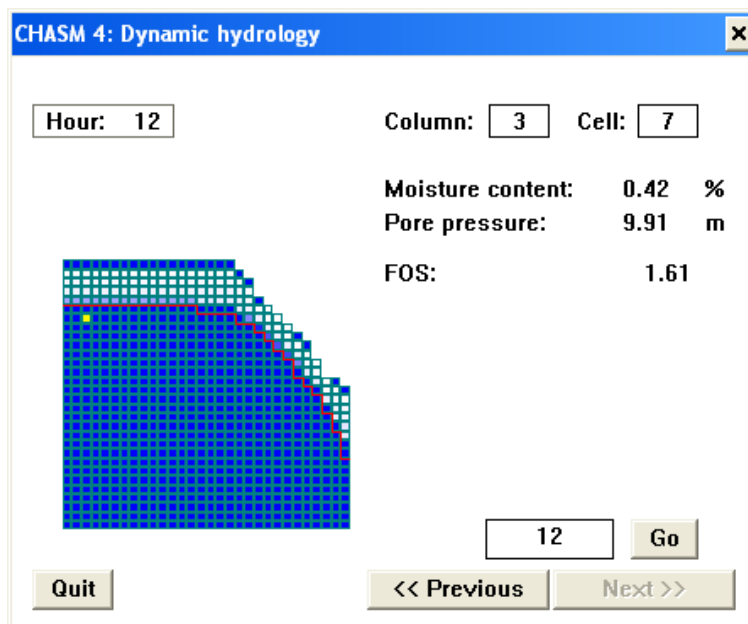 CHASM 4: Dynamic hydrology
Hour: 12
Column: 3 Cell: 7
Moisture content: 0.42 %
Pore pressure: 9.91 m
FOS: 1.61
12 Go
Quit << Previous Next >>